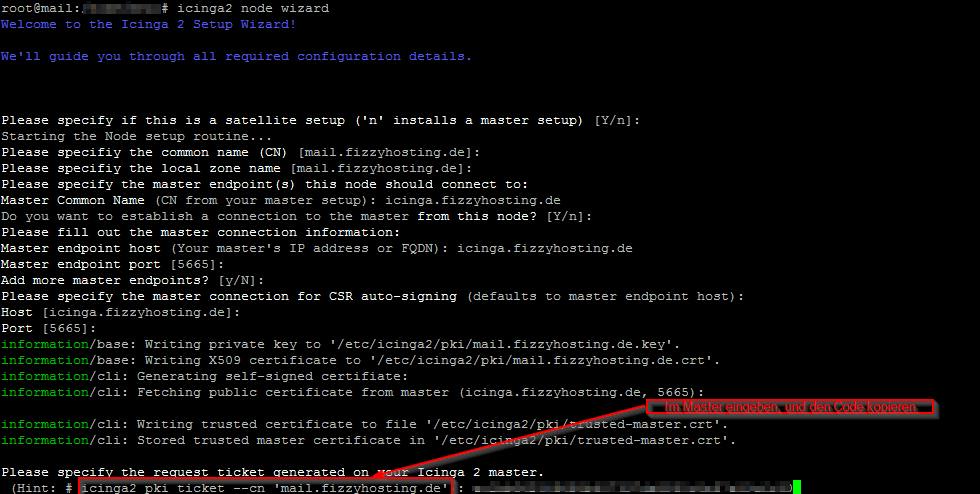 root@mail: # icinga2 node wizard
Welcome to the Icinga 2 Setup Wizard!
We'll guide you through all required configuration details.
Please specify if this is a satellite setup ('n' installs a master setup) [Y/n]:
Starting the Node setup routine...
Please specifiy the common name (CN) [mail.fizzyhosting.de]:
Please specifiy the local zone name [mail.fizzyhosting.de]:
Please specify the master endpoint(s) this node should connect to:
Master Common Name (CN from your master setup): icinga.fizzyhosting.de
Do you want to establish a connection to the master from this node? [Y/n]:
Please fill out the master connection information:
Master endpoint host (Your master's IP address or FQDN): icinga.fizzyhosting.de
Master endpoint port [5665]:
Add more master endpoints? [y/N]:
Please specify the master connection for CSR auto-signing (defaults to master endpoint host):
Host [icinga.fizzyhosting.de]:
Port [5665]:
information/base: Writing private key to '/etc/icinga2/pki/mail.fizzyhosting.de.key'.
information/base: Writing X509 certificate to '/etc/icinga2/pki/mail.fizzyhosting.de.crt'.
information/cli: Generating self-signed certifiate:
information/cli: Fetching public certificate from master (icinga.fizzyhosting.de, 5665):
Im Master eingeben, und den Code kopieren
information/cli: Writing trusted certificate to file '/etc/icinga2/pki/trusted-master.crt'.
information/cli: Stored trusted master certificate in '/etc/icinga2/pki/trusted-master.crt'.
Please specify the request ticket generated on your Icinga 2 master.
(Hint: # icinga2 pki ticket --cn 'mail.fizzyhosting.de'):